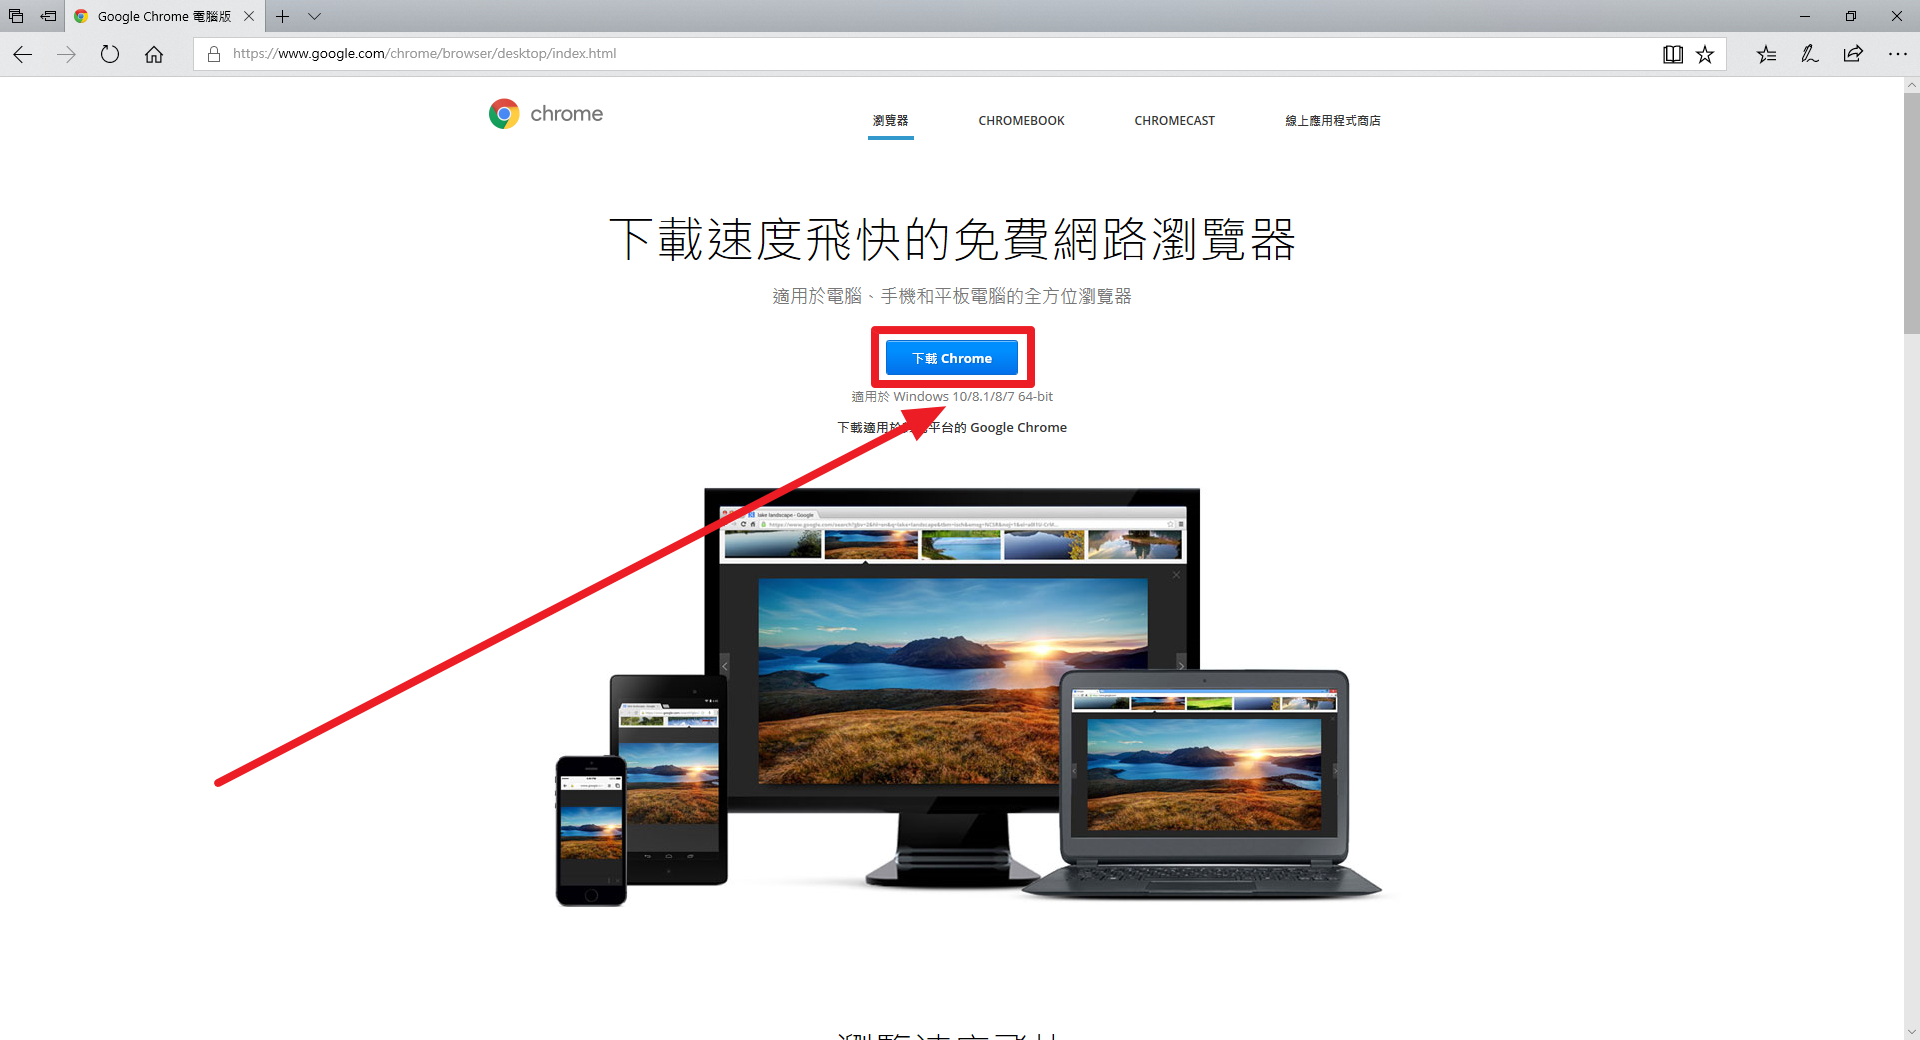 Google Chrome 電腦版
https://www.google.com/chrome/browser/desktop/index.html
chrome
瀏覽器
CHROMEBOOK
CHROMECAST
線上應用程式商店
下載速度飛快的免費網路瀏覽器
適用於電腦、手機和平板電腦的全方位瀏覽器
下載 Chrome
適用於 Windows 10/8.1/8/7 64-bit
下載適用於平台的 Google Chrome
lake landscape - Google